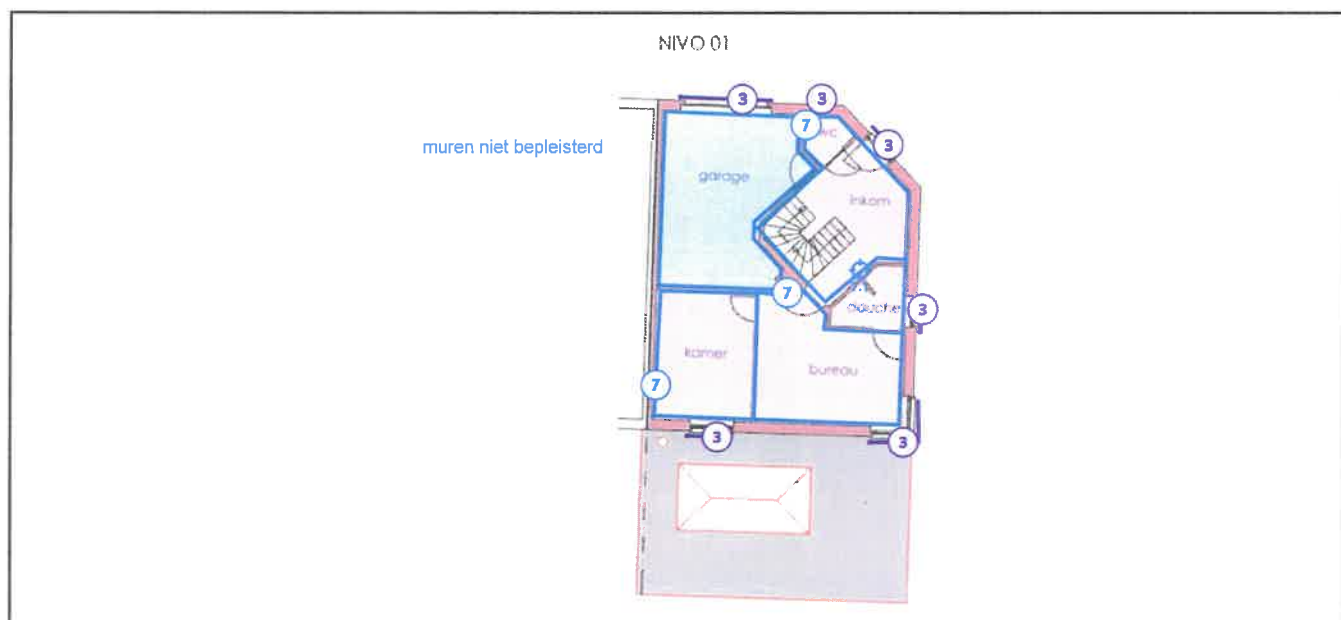 NIVO 01
3
3
7
wc
3
muren niet bepleisterd
garage
inkom
7
douche
3
kamer
bureau
7
3
3